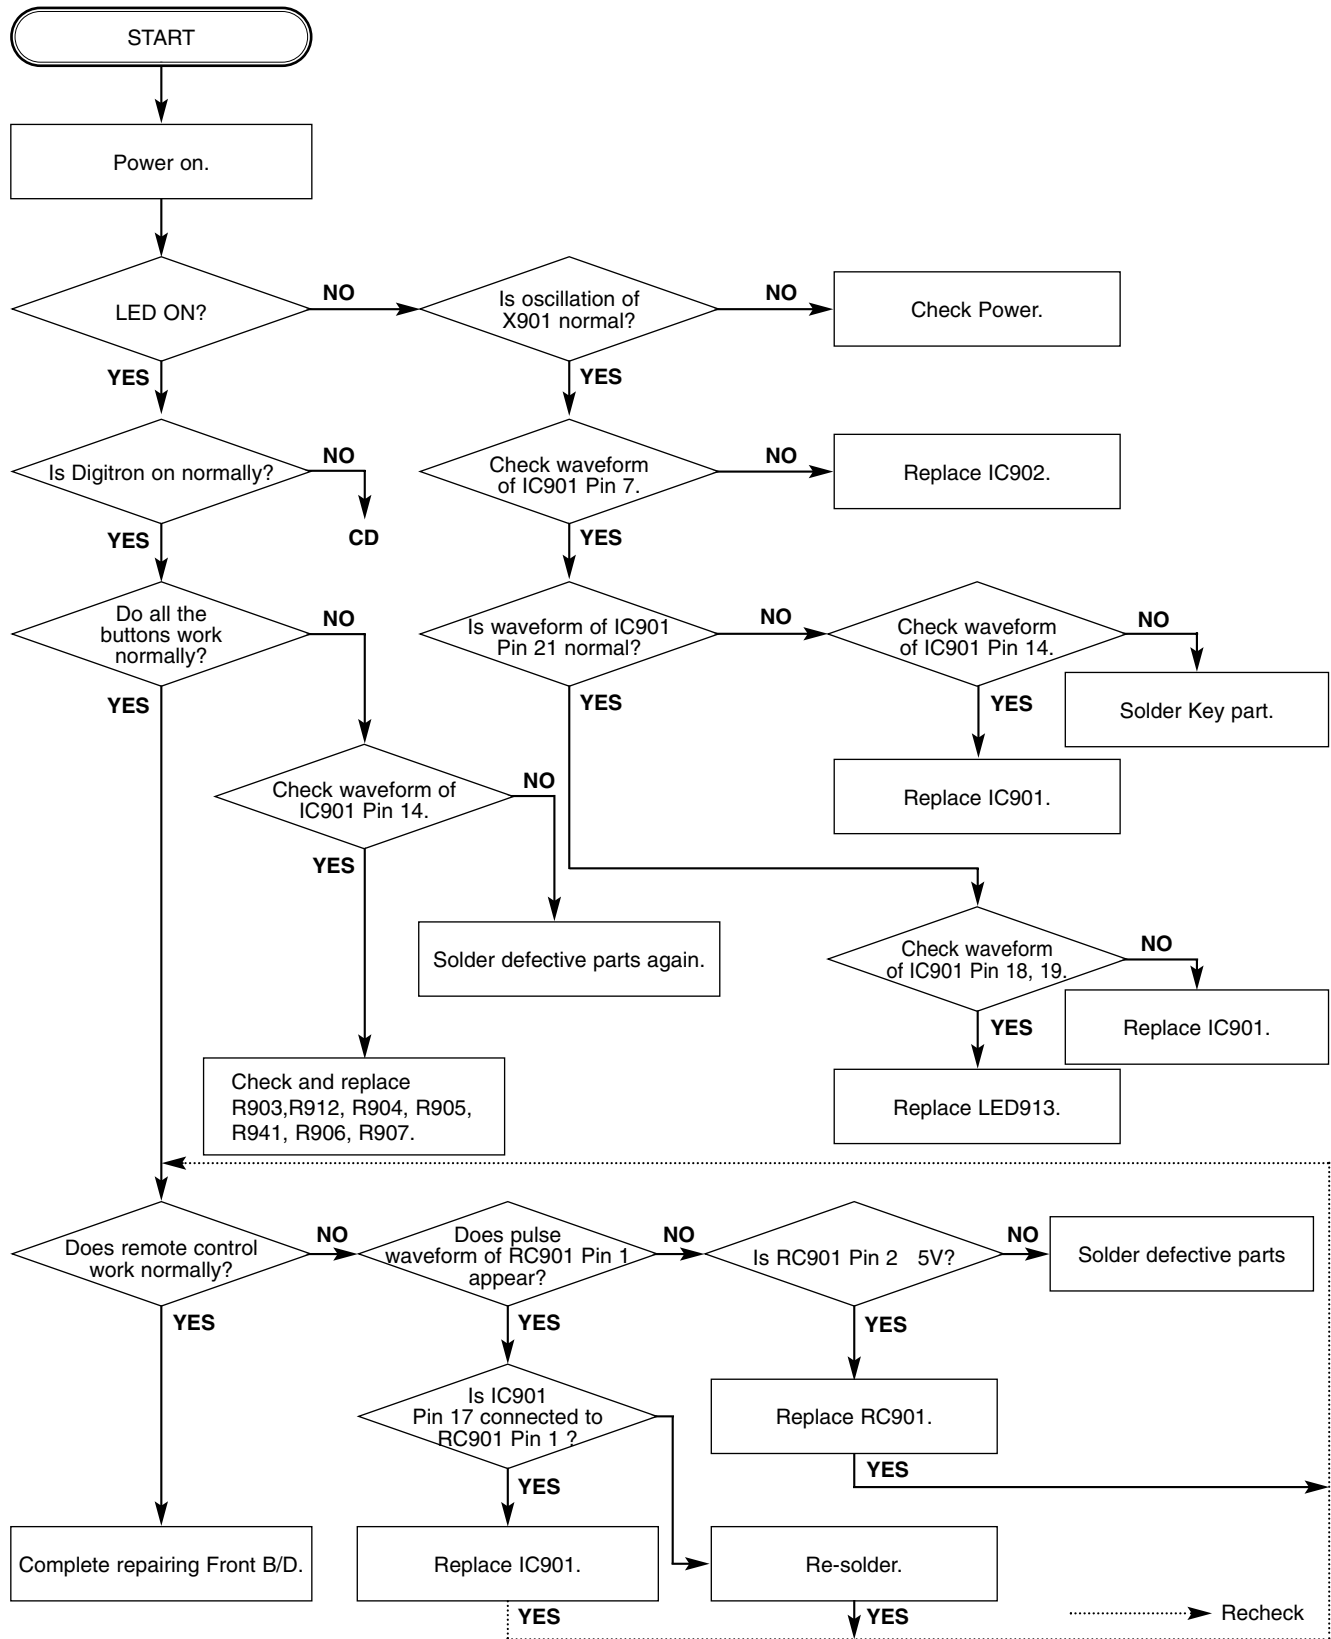 START
Power on.
LED ON?
NO
Is oscillation of
X901 normal?
NO
Check Power.
YES
YES
Is Digitron on normally?
NO
CD
Check waveform
of IC901 Pin 7.
NO
Replace IC902.
YES
YES
Do all the
buttons work
normally?
NO
Is waveform of IC901
Pin 21 normal?
NO
Check waveform
of IC901 Pin 14.
NO
Solder Key part.
YES
YES
YES
Replace IC901.
Check waveform of
IC901 Pin 14.
NO
YES
Solder defective parts again.
Check waveform
of IC901 Pin 18, 19.
NO
Replace IC901.
YES
Replace LED913.
Check and replace
R903,R912, R904, R905,
R941, R906, R907.
Does remote control
work normally?
NO
Does pulse
waveform of RC901 Pin 1
appear?
NO
Is RC901 Pin 2   5V?
NO
Solder defective parts
YES
YES
YES
Is IC901
Pin 17 connected to
RC901 Pin 1 ?
Replace RC901.
YES
YES
Complete repairing Front B/D.
Replace IC901.
Re-solder.
YES
YES
Recheck